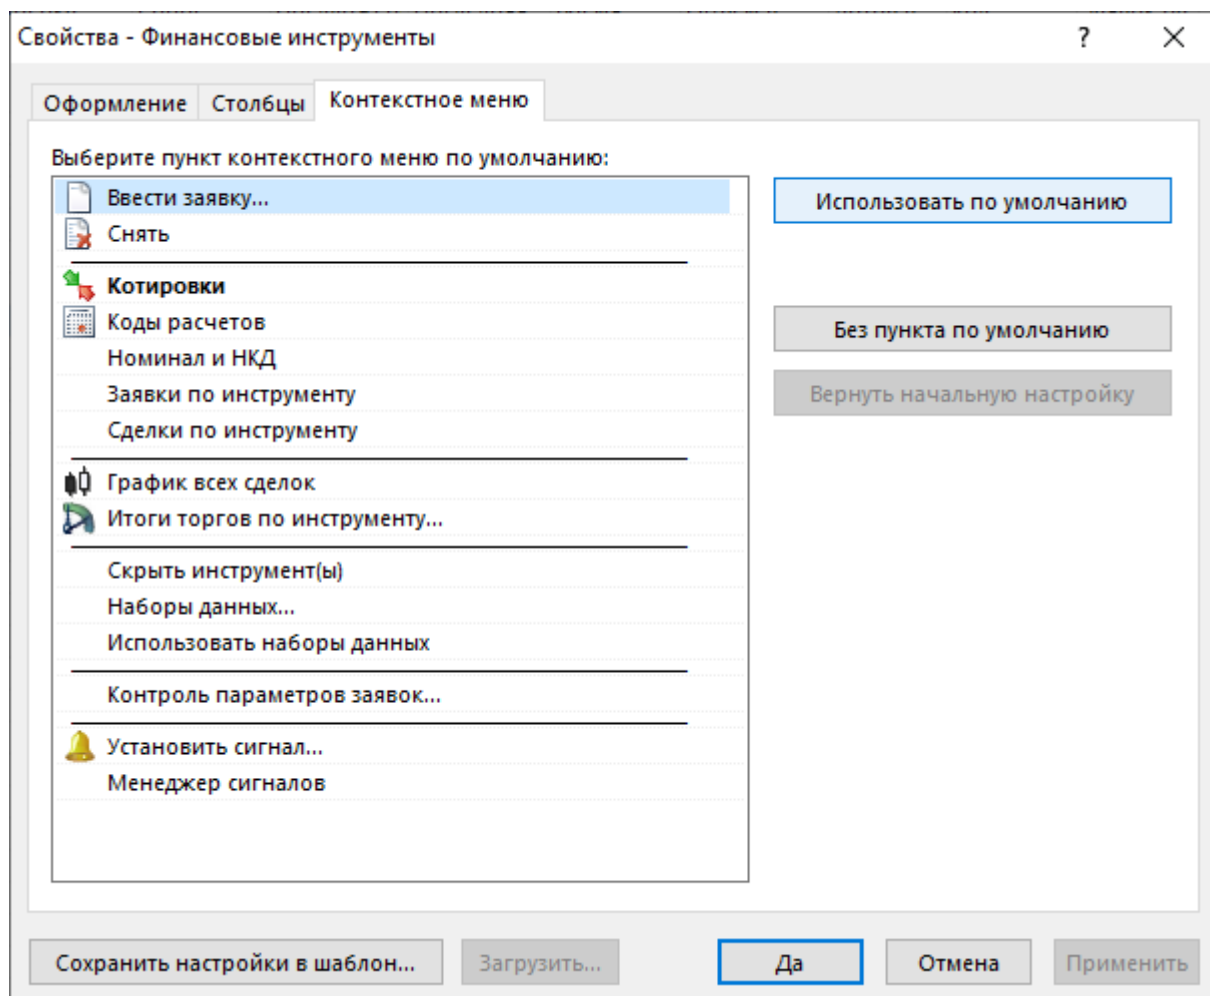 Свойства - Финансовые инструменты
?
Оформление Столбцы Контекстное меню
Выберите пункт контекстного меню по умолчанию:
Ввести заявку...
Использовать по умолчанию
Снять
Котировки
Коды расчетов
Без пункта по умолчанию
Номинал и НКД
Заявки по инструменту
Вернуть начальную настройку
Сделки по инструменту
График всех сделок
Итоги торгов по инструменту...
Скрыть инструмент(ы)
Наборы данных...
Использовать наборы данных
Контроль параметров заявок...
Установить сигнал...
Менеджер сигналов
Сохранить настройки в шаблон... Загрузить... Да Отмена Применить